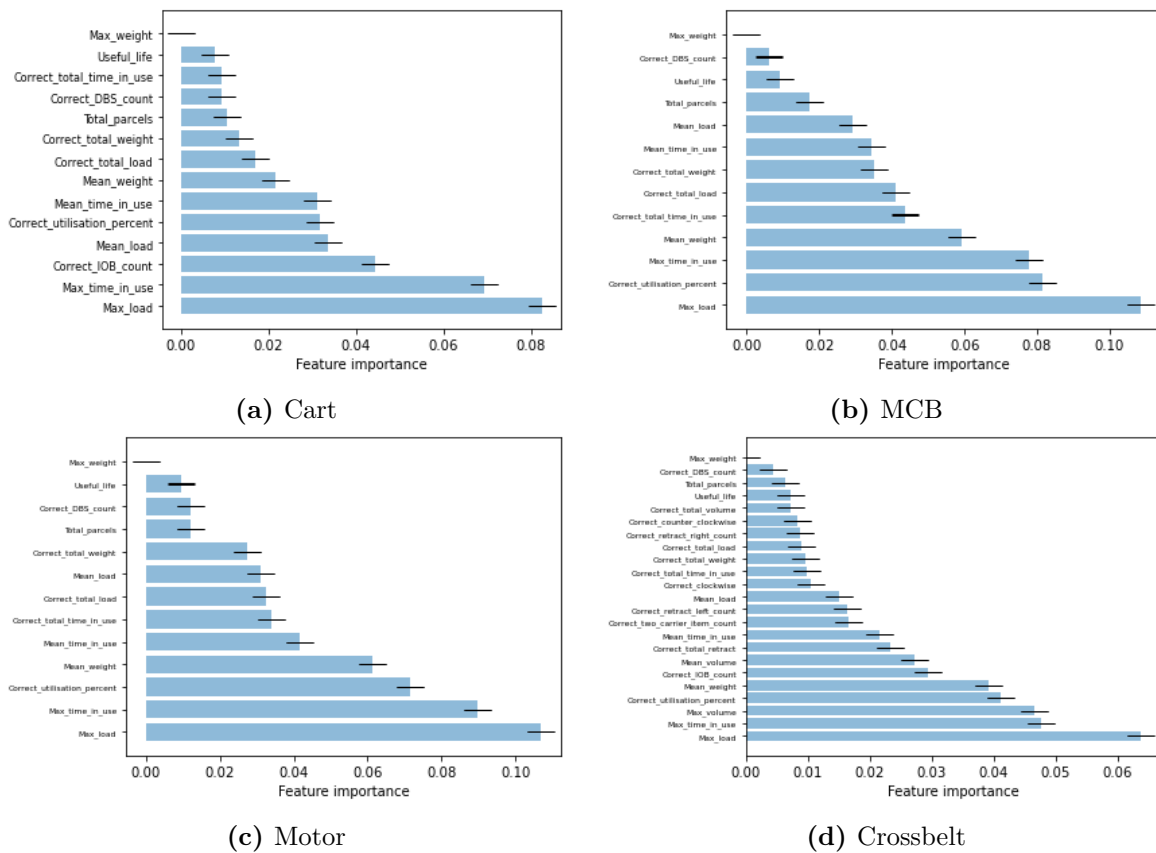 Max_weight
Useful_life
Correct_total_time_in_use
Correct_DBS_count
Total_parcels
Correct_total_weight
Correct_total_load
Mean_weight
Mean_time_in_use
Correct_utilisation_percent
Mean_load
Correct_IOB_count
Max_time_in_use
Max_load
0.00 0.02 0.04 0.06 0.08
Feature importance
(a) Cart
Max_weight
Correct_DBS_count
Useful_life
Total_parcels
Mean_load
Mean_time_in_use
Correct_total_weight
Correct_total_load
Correct_total_time_in_use
Mean_weight
Max_time_in_use
Correct_utilisation_percent
Max_load
0.00 0.02 0.04 0.06 0.08 0.10
Feature importance
(b) MCB
Max_weight
Useful_life
Correct_DBS_count
Total_parcels
Correct_total_weight
Mean_load
Correct_total_load
Correct_total_time_in_use
Mean_time_in_use
Mean_weight
Correct_utilisation_percent
Max_time_in_use
Max_load
0.00 0.02 0.04 0.06 0.08 0.10
Feature importance
(c) Motor
Max_weight
Correct_DBS_count
Total_parcels
Useful_life
Correct_total_volume
Correct_counter_clockwise
Correct_retract_right_count
Correct_total_load
Correct_total_weight
Correct_total_time_in_use
Correct_clockwise
Mean_load
Correct_retract_left_count
Correct_two_carrier_item_count
Mean_time_in_use
Correct_total_retract
Mean_volume
Correct_IOB_count
Mean_weight
Correct_utilisation_percent
Max_volume
Max_time_in_use
Max_load
0.00 0.01 0.02 0.03 0.04 0.05 0.06
Feature importance
(d) Crossbelt